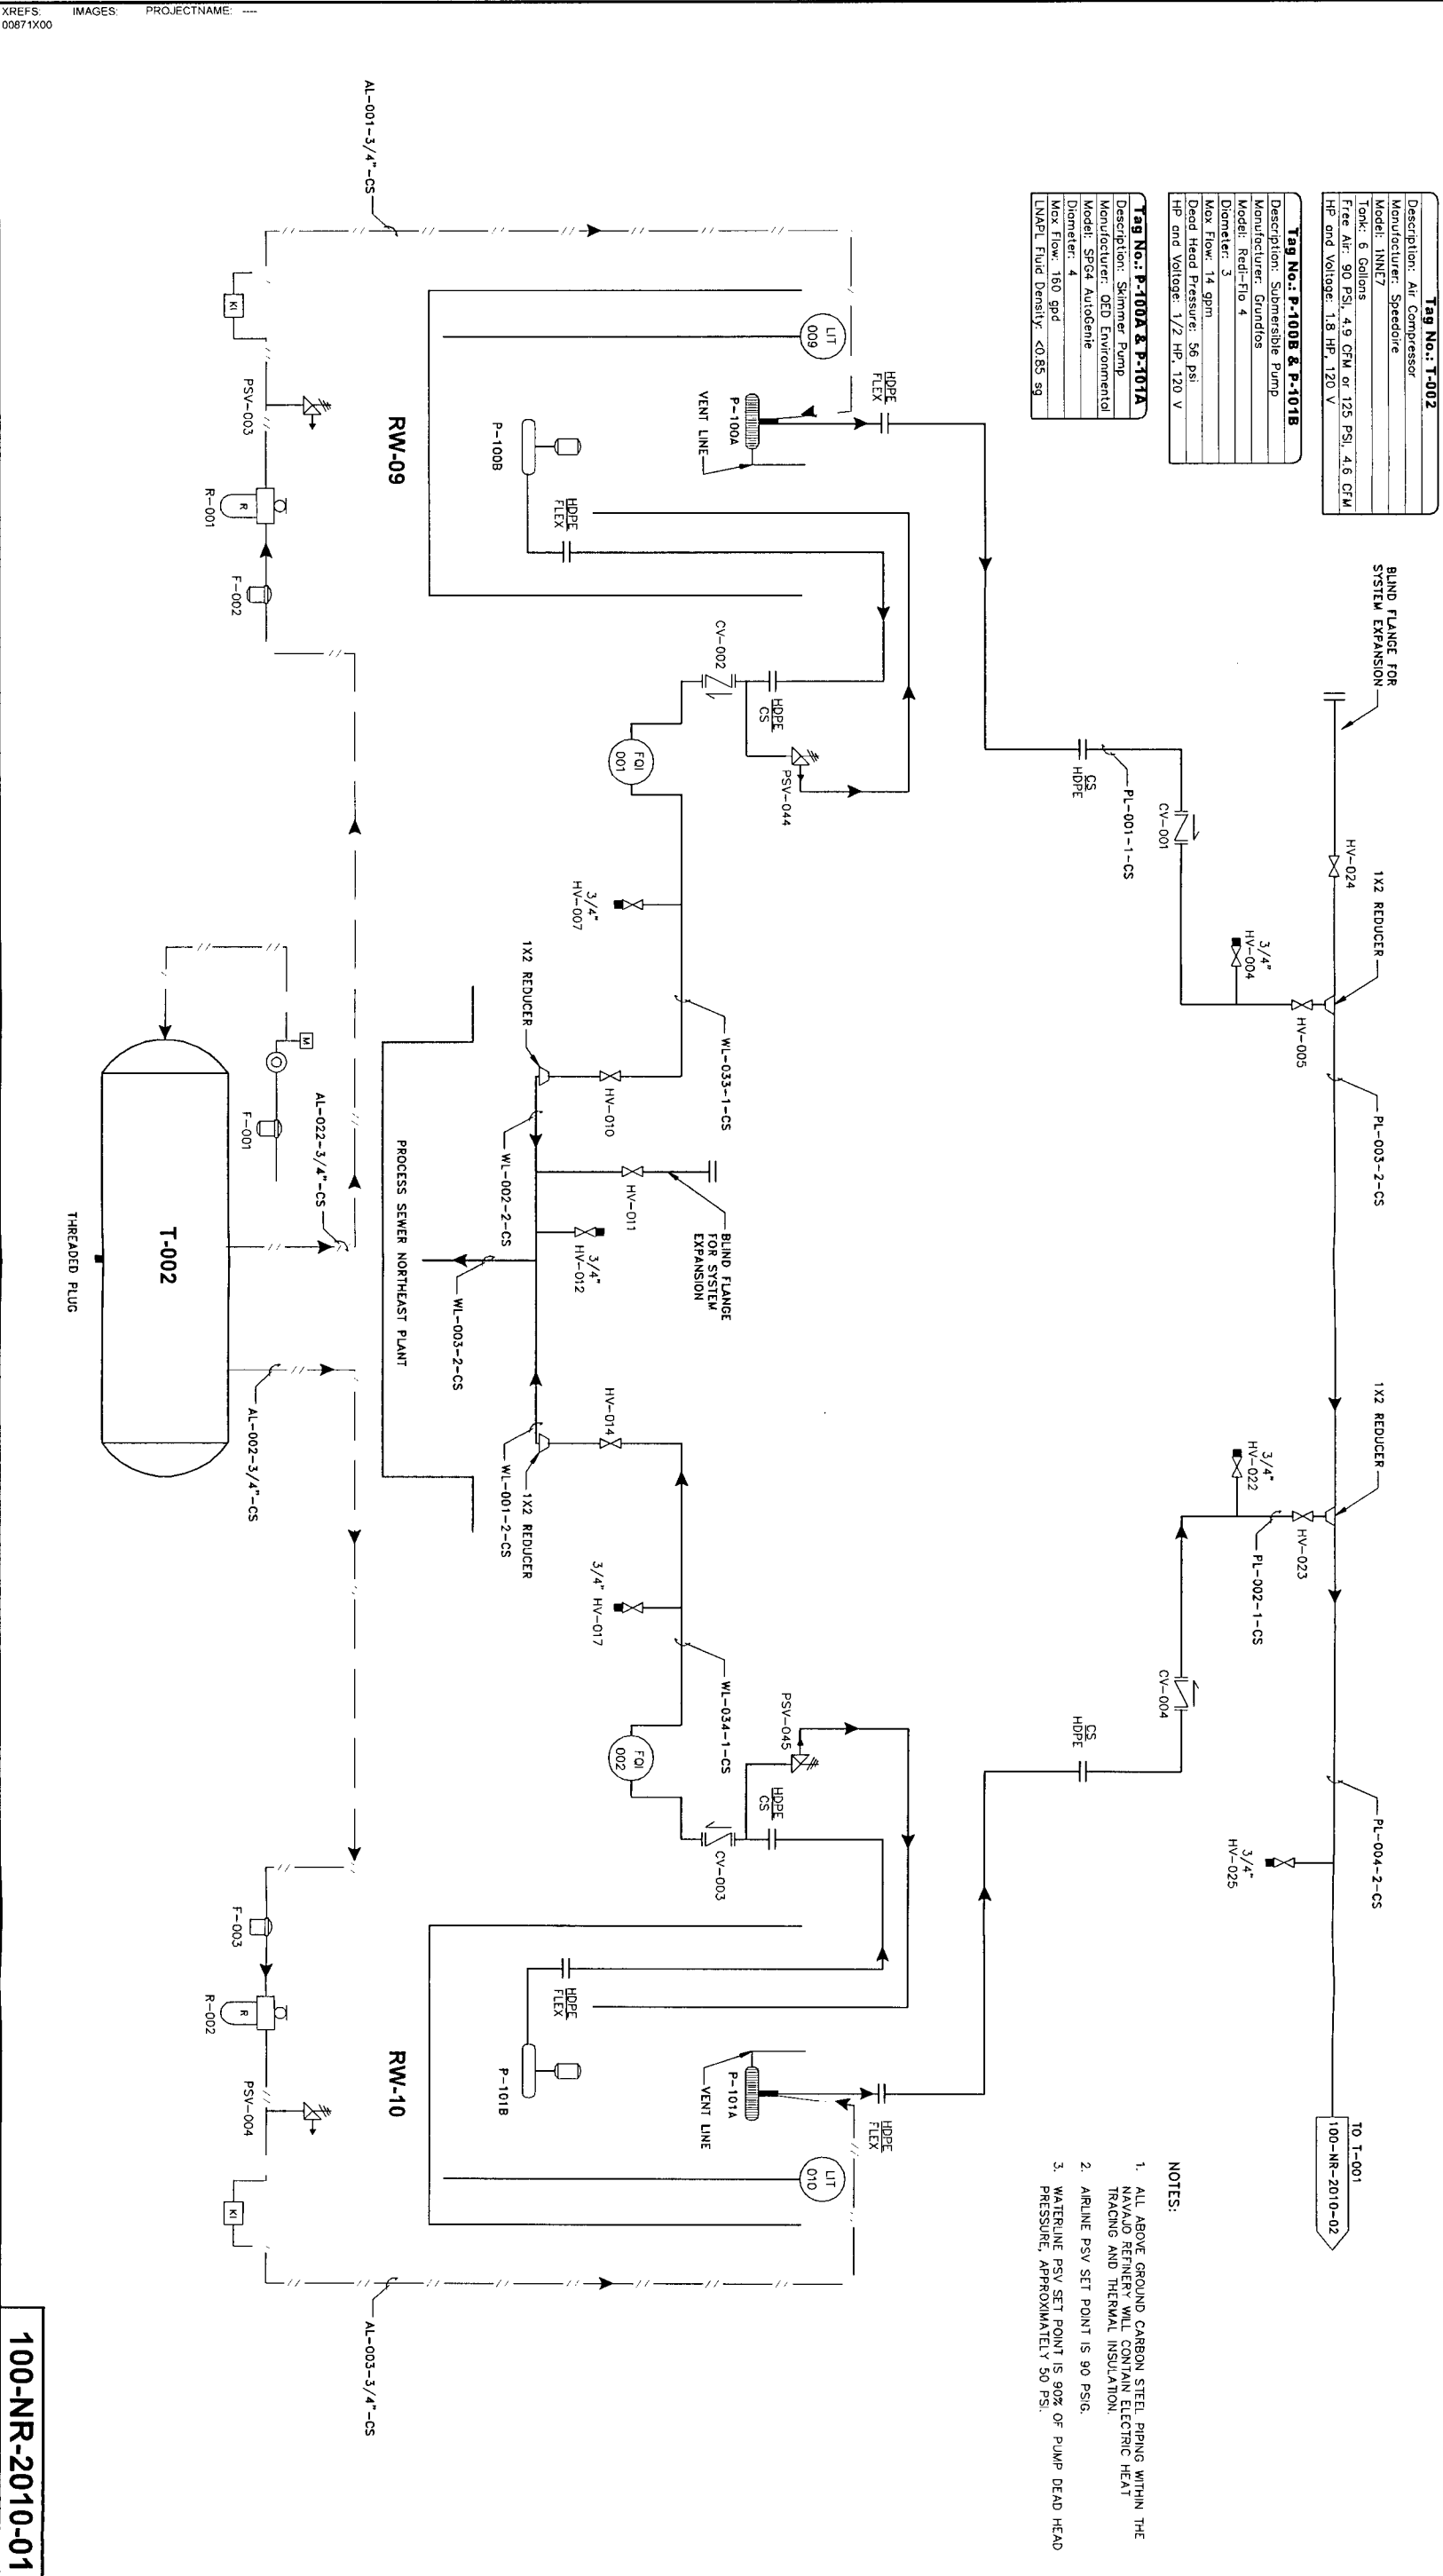 XREFS: IMAGES: PROJECTNAME: ----
00871X00
Tag No.: T-002
Description: Air Compressor
Manufacturer: Speedaire
Model: 1NNE7
Tank: 6 Gallons
Free Air: 90 PSI, 4.9 CFM or 125 PSI, 4.6 CFM
HP and Voltage: 1.8 HP, 120 V
Tag No.: P-100B & P-101B
Description: Submersible Pump
Manufacturer: Grundfos
Model: Redi-Flo 4
Diameter: 3
Max Flow: 14 gpm
Dead Head Pressure: 56 psi
HP and Voltage: 1/2 HP, 120 V
Tag No.: P-100A & P-101A
Description: Skimmer Pump
Manufacturer: QED Environmental
Model: SPG4 AutoGenie
Diameter: 4
Max Flow: 160 gpd
LNAPL Fluid Density: <0.85 sg
BLIND FLANGE FOR
SYSTEM EXPANSION
HV-024
1X2 REDUCER
3/4"
HV-004
HV-005
PL-003-2-CS
1X2 REDUCER
3/4"
HV-022
HV-023
PL-002-1-CS
PL-004-2-CS
3/4"
HV-025
TO T-001
100-NR-2010-02
CS
HDPE
PL-001-1-CS
CV-001
CV-004
CS
HDPE
NOTES:
1. ALL ABOVE GROUND CARBON STEEL PIPING WITHIN THE
NAVAJO REFINERY WILL CONTAIN ELECTRIC HEAT
TRACING AND THERMAL INSULATION.
2. AIRLINE PSV SET POINT IS 90 PSIG.
3. WATERLINE PSV SET POINT IS 90% OF PUMP DEAD HEAD
PRESSURE, APPROXIMATELY 50 PSI.
AL-001-3/4"-CS
LIT
009
HDPE
FLEX
P-100A
VENT LINE
P-100B
HDPE
FLEX
RW-09
CV-002
HDPE
CS
PSV-044
FQI
001
3/4"
HV-007
WL-033-1-CS
1X2 REDUCER
HV-010
WL-002-2-CS
HV-011
BLIND FLANGE
FOR SYSTEM
EXPANSION
3/4"
HV-012
WL-003-2-CS
PROCESS SEWER NORTHEAST PLANT
HV-014
1X2 REDUCER
WL-001-2-CS
3/4" HV-017
WL-034-1-CS
FQI
002
PSV-045
HDPE
CS
CV-003
HDPE
FLEX
P-101B
P-101A
VENT LINE
HDPE
FLEX
LIT
010
RW-10
KI
PSV-003
R
R-001
F-002
M
F-001
AL-022-3/4"-CS
T-002
THREADED PLUG
AL-002-3/4"-CS
F-003
R
R-002
PSV-004
KI
AL-003-3/4"-CS
100-NR-2010-01